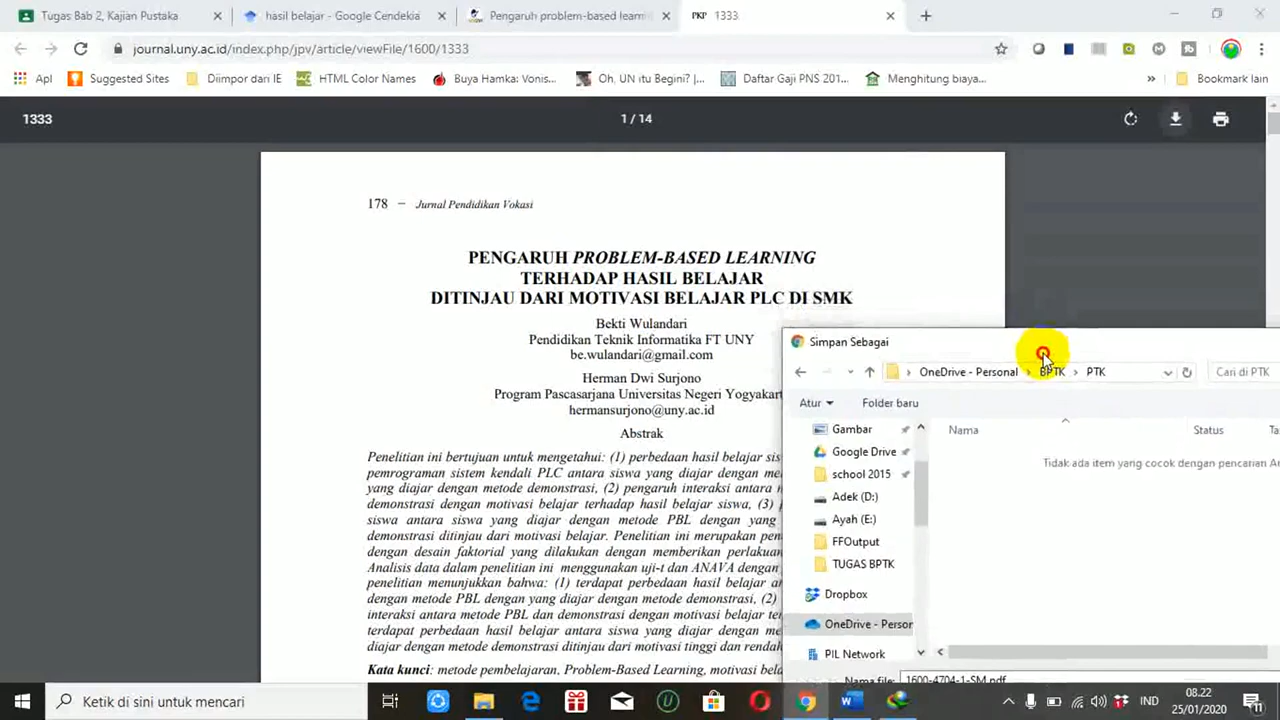 Tugas Bab 2, Kajian Pustaka
hasil belajar - Google Cendekia
Pengaruh problem-based learni
PKP 1333
journal.uny.ac.id/index.php/jpv/article/viewFile/1600/1333
Apl
Suggested Sites
Diimpor dari IE
HTML Color Names
Buya Hamka: Vonis...
Oh. UN itu Begini? |...
Daftar Gaji PNS 201...
Menghitung biaya...
»
Bookmark lain
1333
1 / 14
178 – Jurnal Pendidikan Vokasi
PENGARUH PROBLEM-BASED LEARNING
TERHADAP HASIL BELAJAR
DITINJAU DARI MOTIVASI BELAJAR PLC DI SMK
Bekti Wulandari
Pendidikan Teknik Informatika FT UNY
be.wulandari@gmail.com
Herman Dwi Surjono
Program Pascasarjana Universitas Negeri Yogyakart
hermansurjono@uny.ac.id
Abstrak
Penelitian ini bertujuan untuk mengetahui: (1) perbedaan hasil belajar sis
pemrograman sistem kendali PLC antara siswa yang diajar dengan me
yang diajar dengan metode demonstrasi, (2) pengaruh interaksi antara
demonstrasi dengan motivasi belajar terhadap hasil belajar siswa, (3)
siswa antara siswa yang diajar dengan metode PBL dengan yang
demonstrasi ditinjau dari motivasi belajar. Penelitian ini merupakan pen
dengan desain faktorial yang dilakukan dengan memberikan perlakuan
Analisis data dalam penelitian ini menggunakan uji-t dan ANAVA dengan
penelitian menunjukkan bahwa: (1) terdapat perbedaan hasil belajar an
dengan metode PBL dengan yang diajar dengan metode demonstrasi, (2)
interaksi antara metode PBL dan demonstrasi dengan motivasi belajar ter
terdapat perbedaan hasil belajar antara siswa yang diajar dengan me
diajar dengan metode demonstrasi ditinjau dari motivasi tinggi dan rendah
Kata kunci: metode pembelajaran, Problem-Based Learning, motivasi bela
Simpan Sebagai
OneDrive - Personal › BPTK › PTK
Cari di PTK
Atur
Folder baru
Nama
Status
Ta
Tidak ada item yang cocok dengan pencarian An
Gambar
Google Drive
school 2015
Adek (D:)
Ayah (E:)
FFOutput
TUGAS BPTK
Dropbox
OneDrive - Person
PIL Network
Nama file: 1600-4704-1-SM.pdf
Ketik di sini untuk mencari
IND
08.22
25/01/2020
11